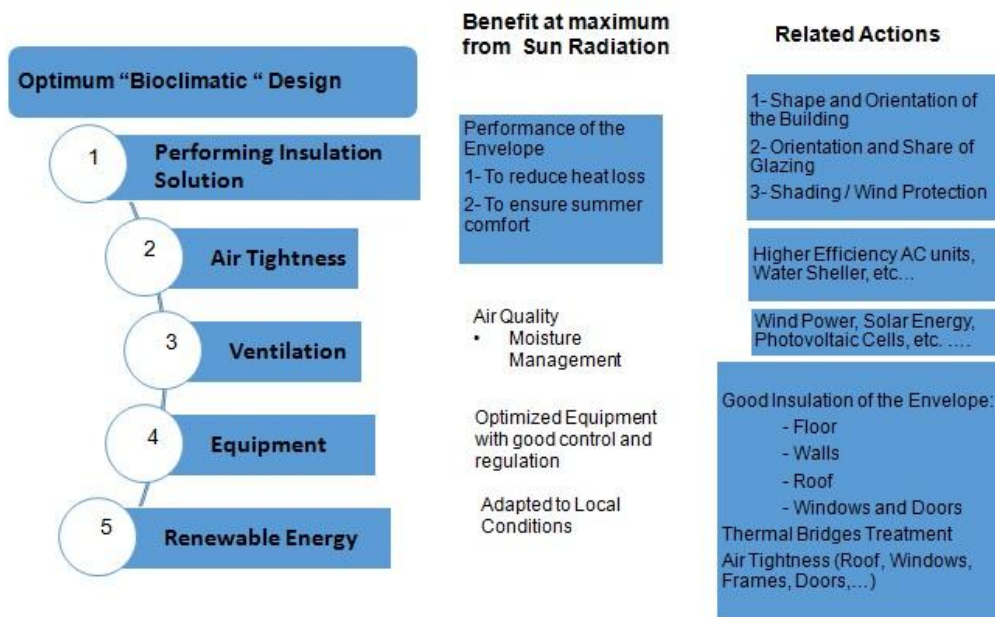 Optimum “Bioclimatic “ Design
1
Performing Insulation
Solution
2
Air Tightness
3
Ventilation
4
Equipment
5
Renewable Energy
Benefit at maximum
from Sun Radiation
Performance of the
Envelope
1- To reduce heat loss
2- To ensure summer
comfort
Air Quality
• Moisture
Management
Optimized Equipment
with good control and
regulation
Adapted to Local
Conditions
Related Actions
1- Shape and Orientation of
the Building
2- Orientation and Share of
Glazing
3- Shading / Wind Protection
Higher Efficiency AC units,
Water Sheller, etc...
Wind Power, Solar Energy,
Photovoltaic Cells, etc. ....
Good Insulation of the Envelope:
- Floor
- Walls
- Roof
- Windows and Doors
Thermal Bridges Treatment
Air Tightness (Roof, Windows,
Frames, Doors,...)